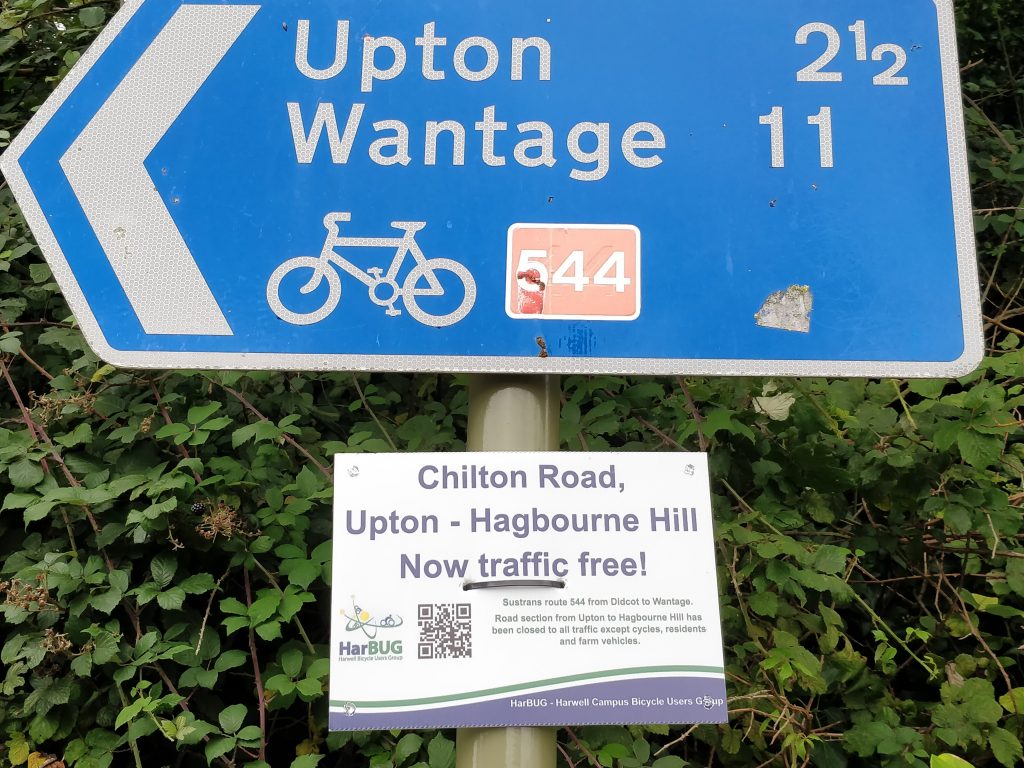 Upton 2½
Wantage 11
544
Chilton Road,
Upton - Hagbourne Hill
Now traffic free!
Sustrans route 544 from Didcot to Wantage.
Road section from Upton to Hagbourne Hill has
been closed to all traffic except cycles, residents
and farm vehicles.
HarBUG
Harwell Bicycle Users Group
HarBUG - Harwell Campus Bicycle Users Group